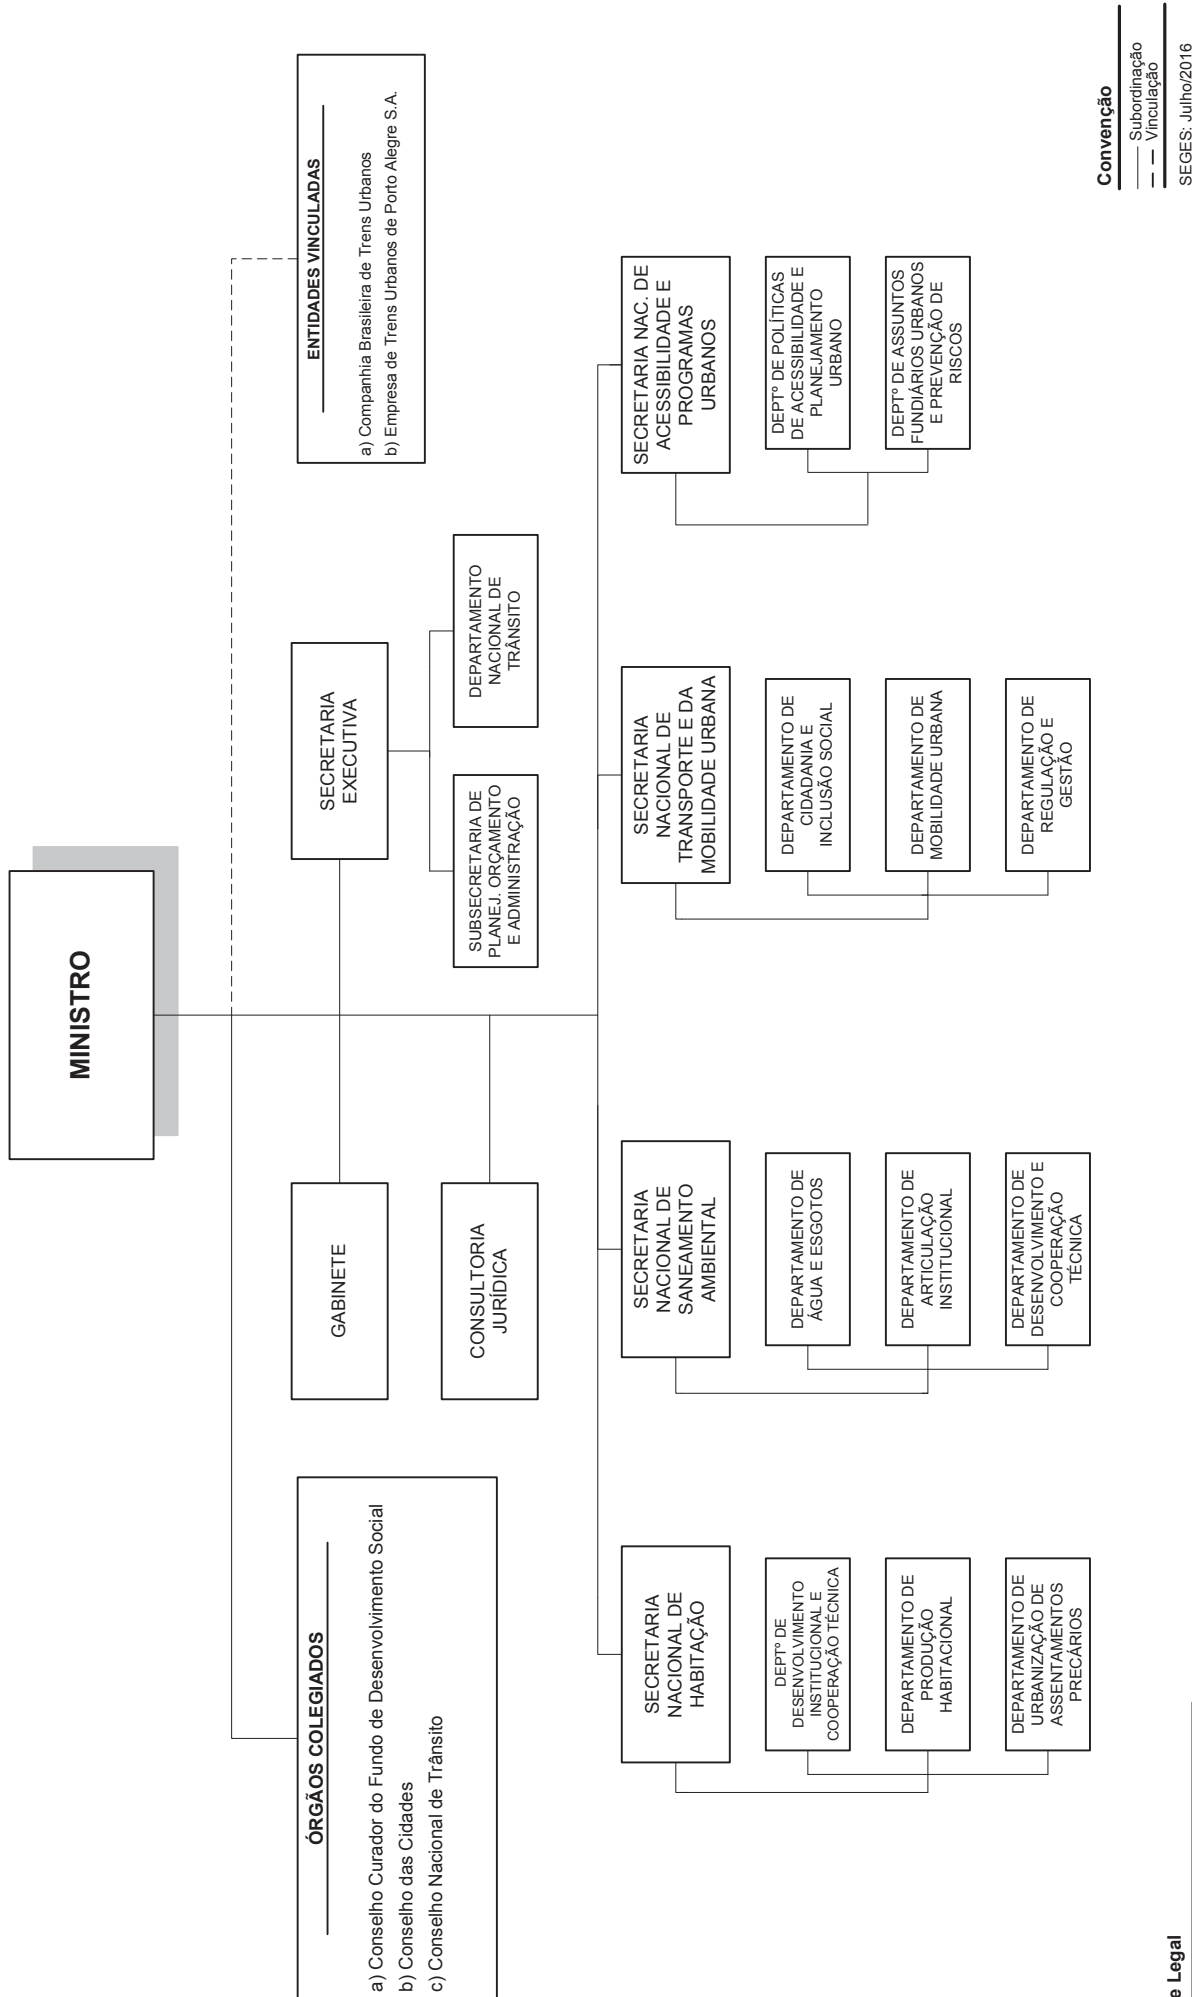 MINISTRO
ÓRGÃOS COLEGIADOS
a) Conselho Curador do Fundo de Desenvolvimento Social
b) Conselho das Cidades
c) Conselho Nacional de Trânsito
GABINETE
CONSULTORIA
JURÍDICA
SECRETARIA
EXECUTIVA
SUBSECRETARIA DE
PLANEJ. ORÇAMENTO
E ADMINISTRAÇÃO
DEPARTAMENTO
NACIONAL DE
TRÂNSITO
ENTIDADES VINCULADAS
a) Companhia Brasileira de Trens Urbanos
b) Empresa de Trens Urbanos de Porto Alegre S.A.
SECRETARIA
NACIONAL DE
HABITAÇÃO
DEPTº DE
DESENVOLVIMENTO
INSTITUCIONAL E
COOPERAÇÃO TÉCNICA
DEPARTAMENTO DE
PRODUÇÃO
HABITACIONAL
DEPARTAMENTO DE
URBANIZAÇÃO DE
ASSENTAMENTOS
PRECÁRIOS
SECRETARIA
NACIONAL DE
SANEAMENTO
AMBIENTAL
DEPARTAMENTO DE
ÁGUA E ESGOTOS
DEPARTAMENTO DE
ARTICULAÇÃO
INSTITUCIONAL
DEPARTAMENTO DE
DESENVOLVIMENTO E
COOPERAÇÃO
TÉCNICA
SECRETARIA
NACIONAL DE
TRANSPORTE E DA
MOBILIDADE URBANA
DEPARTAMENTO DE
CIDADANIA E
INCLUSÃO SOCIAL
DEPARTAMENTO DE
MOBILIDADE URBANA
DEPARTAMENTO DE
REGULAÇÃO E
GESTÃO
SECRETARIA NAC. DE
ACESSIBILIDADE E
PROGRAMAS
URBANOS
DEPTº DE POLÍTICAS
DE ACESSIBILIDADE E
PLANEJAMENTO
URBANO
DEPTº DE ASSUNTOS
FUNDIÁRIOS URBANOS
E PREVENÇÃO DE
RISCOS
e Legal
Convenção
Subordinação
Vinculação
SEGES: Julho/2016